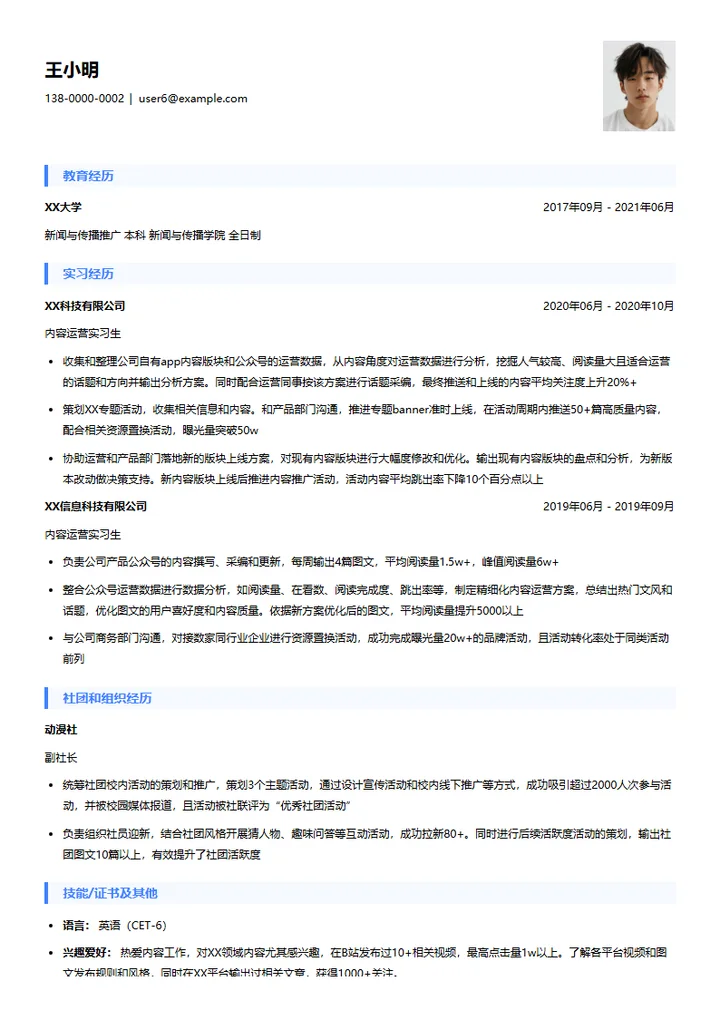 王小明
138-0000-0002 | user6@example.com
教育经历
XX大学 2017年09月 - 2021年06月
新闻与传播推广 本科 新闻与传播学院 全日制
实习经历
XX科技有限公司 2020年06月 - 2020年10月
内容运营实习生
• 收集和整理公司自有app内容版块和公众号的运营数据，从内容角度对运营数据进行分析，挖掘人气较高、阅读量大且适合运营
的话题和方向并输出分析方案。同时配合运营同事按该方案进行话题采编，最终推送和上线的内容平均关注度上升20%+
• 策划XX专题活动，收集相关信息和内容。和产品部门沟通，推进专题banner准时上线，在活动周期内推送50+篇高质量内容，
配合相关资源置换活动，曝光量突破50w
• 协助运营和产品部门落地新的版块上线方案，对现有内容版块进行大幅度修改和优化。输出现有内容版块的盘点和分析，为新版
本改动做决策支持。新内容版块上线后推进内容推广活动，活动内容平均跳出率下降10个百分点以上
XX信息科技有限公司 2019年06月 - 2019年09月
内容运营实习生
• 负责公司产品公众号的内容撰写、采编和更新，每周输出4篇图文，平均阅读量1.5w+，峰值阅读量6w+
• 整合公众号运营数据进行数据分析，如阅读量、在看数、阅读完成度、跳出率等，制定精细化内容运营方案，总结出热门文风和
话题，优化图文的用户喜好度和内容质量。依据新方案优化后的图文，平均阅读量提升5000以上
• 与公司商务部门沟通，对接数家同行业企业进行资源置换活动，成功完成曝光量20w+的品牌活动，且活动转化率处于同类活动
前列
社团和组织经历
动漫社
副社长
• 统筹社团校内活动的策划和推广，策划3个主题活动，通过设计宣传活动和校内线下推广等方式，成功吸引超过2000人次参与活
动，并被校园媒体报道，且活动被社联评为“优秀社团活动”
• 负责组织社员迎新，结合社团风格开展猜人物、趣味问答等互动活动，成功拉新80+。同时进行后续活跃度活动的策划，输出社
团图文10篇以上，有效提升了社团活跃度
技能/证书及其他
• 语言： 英语（CET-6）
• 兴趣爱好： 热爱内容工作，对XX领域内容尤其感兴趣，在B站发布过10+相关视频，最高点击量1w以上。了解各平台视频和图
文发布规则和风格，同时在XX平台输出过相关文章，获得1000+关注。